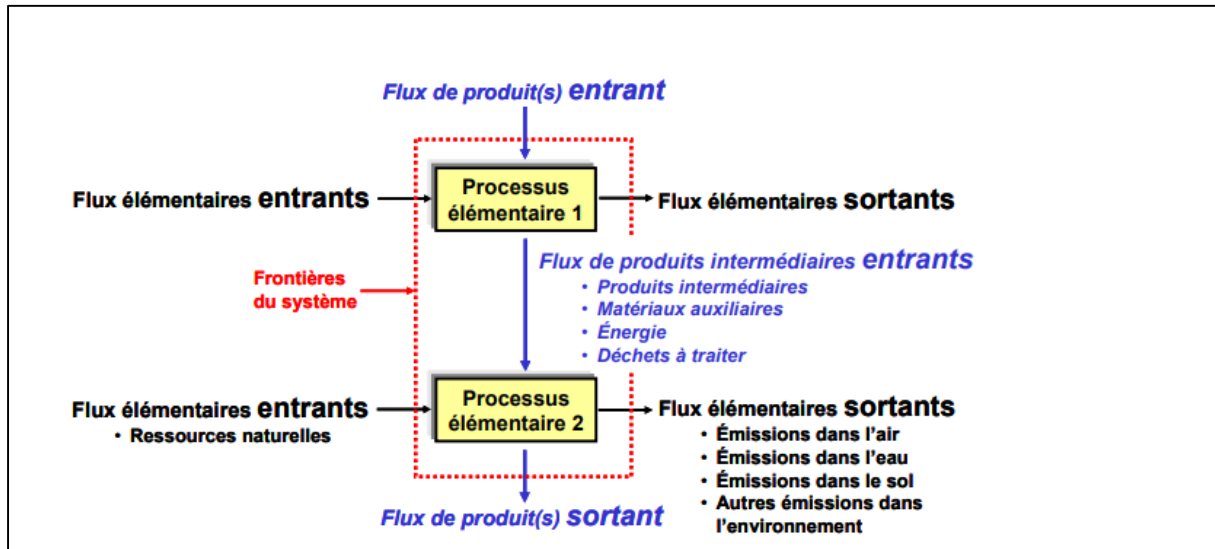 Flux de produit(s) entrant
Flux élémentaires entrants
Processus
élémentaire 1
Flux élémentaires sortants
Flux de produits intermédiaires entrants
• Produits intermédiaires
• Matériaux auxiliaires
• Énergie
• Déchets à traiter
Frontières
du système
Flux élémentaires entrants
• Ressources naturelles
Processus
élémentaire 2
Flux élémentaires sortants
• Émissions dans l'air
• Émissions dans l'eau
• Émissions dans le sol
• Autres émissions dans
l'environnement
Flux de produit(s) sortant